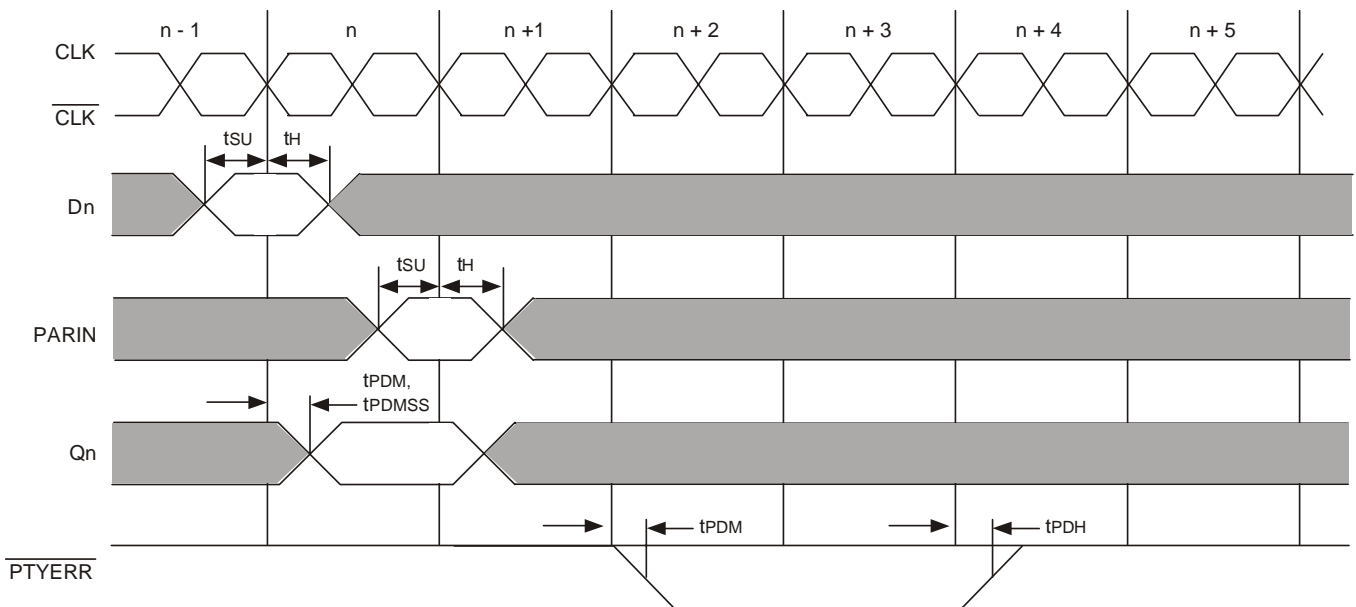 n - 1 n n +1 n + 2 n + 3 n + 4 n + 5
CLK
CLK
tSU tH
Dn
tSU tH
PARIN
tPDM,
tPDMSS
Qn
tPDM tPDH
PTYERR